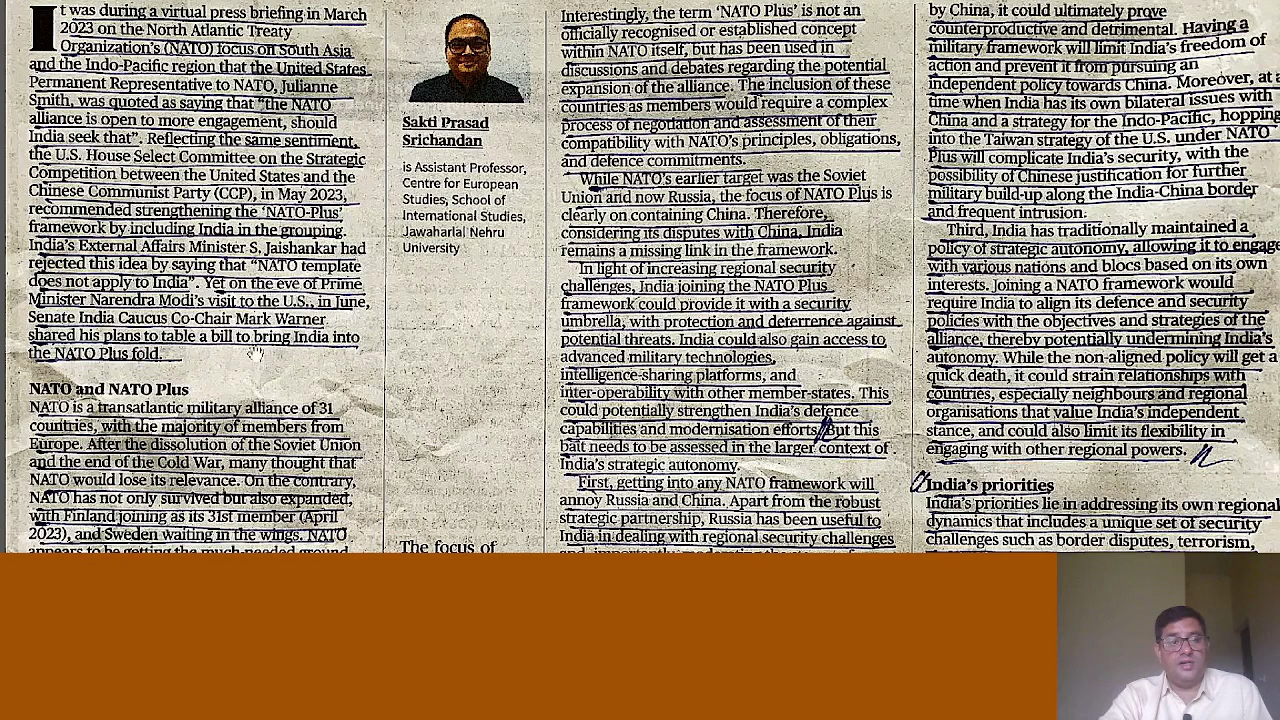 It was during a virtual press briefing in March
2023 on the North Atlantic Treaty
Organization's (NATO) focus on South Asia
and the Indo-Pacific region that the United States
Permanent Representative to NATO, Julianne
Smith, was quoted as saying that "the NATO
alliance is open to more engagement, should
India seek that". Reflecting the same sentiment,
the U.S. House Select Committee on the Strategic
Competition between the United States and the
Chinese Communist Party (CCP), in May 2023,
recommended strengthening the 'NATO-Plus'
framework by including India in the grouping.
India's External Affairs Minister S, Jaishankar had
rejected this idea by saying that "NATO template
does not apply to India". Yet on the eve of Prime
Minister Narendra Modi's visit to the U.S., in June,
Senate India Caucus Co-Chair Mark Warner
shared his plans to table a bill to bring India into
the NATO Plus fold.
NATO and NATO Plus
NATO is a transatlantic military alliance of 31
countries, with the majority of members from
Europe. After the dissolution of the Soviet Union
and the end of the Cold War, many thought that
NATO would lose its relevance. On the contrary,
NATO has not only survived but also expanded,
with Finland joining as its 31st member (April
2023), and Sweden waiting in the wings. NATO
appears to be getting the much needed ground
Sakti Prasad
Srichandan
is Assistant Professor,
Centre for European
Studies, School of
International Studies,
Jawaharlal Nehru
University
The focus of
Interestingly, the term 'NATO Plus' is not an
officially recognised or established concept
within NATO itself, but has been used in
discussions and debates regarding the potential
expansion of the alliance. The inclusion of these
countries as members would require a complex
process of negotiation and assessment of their
compatibility with NATO's principles, obligations,
and defence commitments.
While NATO's earlier target was the Soviet
Union and now Russia, the focus of NATO Plus is
clearly on containing China. Therefore,
considering its disputes with China, India
remains a missing link in the framework.
In light of increasing regional security
challenges, India joining the NATO Plus
framework could provide it with a security
umbrella, with protection and deterrence against
potential threats. India could also gain access to
advanced military technologies,
intelligence-sharing platforms, and
inter-operability with other member-states. This
could potentially strengthen India's defence
capabilities and modernisation efforts. But this
bait needs to be assessed in the larger context of
India's strategic autonomy.
First, getting into any NATO framework will
annoy Russia and China. Apart from the robust
strategic partnership, Russia has been useful to
India in dealing with regional security challenges
by China, it could ultimately prove
counterproductive and detrimental. Having a
military framework will limit India's freedom of
action and prevent it from pursuing an
independent policy towards China. Moreover, at a
time when India has its own bilateral issues with
China and a strategy for the Indo-Pacific, hopping
into the Taiwan strategy of the U.S. under NATO
Plus will complicate India's security, with the
possibility of Chinese justification for further
military build-up along the India-China border
and frequent intrusion.
Third, India has traditionally maintained a
policy of strategic autonomy, allowing it to engage
with various nations and blocs based on its own
interests. Joining a NATO framework would
require India to align its defence and security
policies with the objectives and strategies of the
alliance, thereby potentially undermining India's
autonomy. While the non-aligned policy will get a
quick death, it could strain relationships with
countries, especially neighbours and regional
organisations that value India's independent
stance, and could also limit its flexibility in
engaging with other regional powers.
India's priorities
India's priorities lie in addressing its own regional
dynamics that includes a unique set of security
challenges such as border disputes, terrorism,